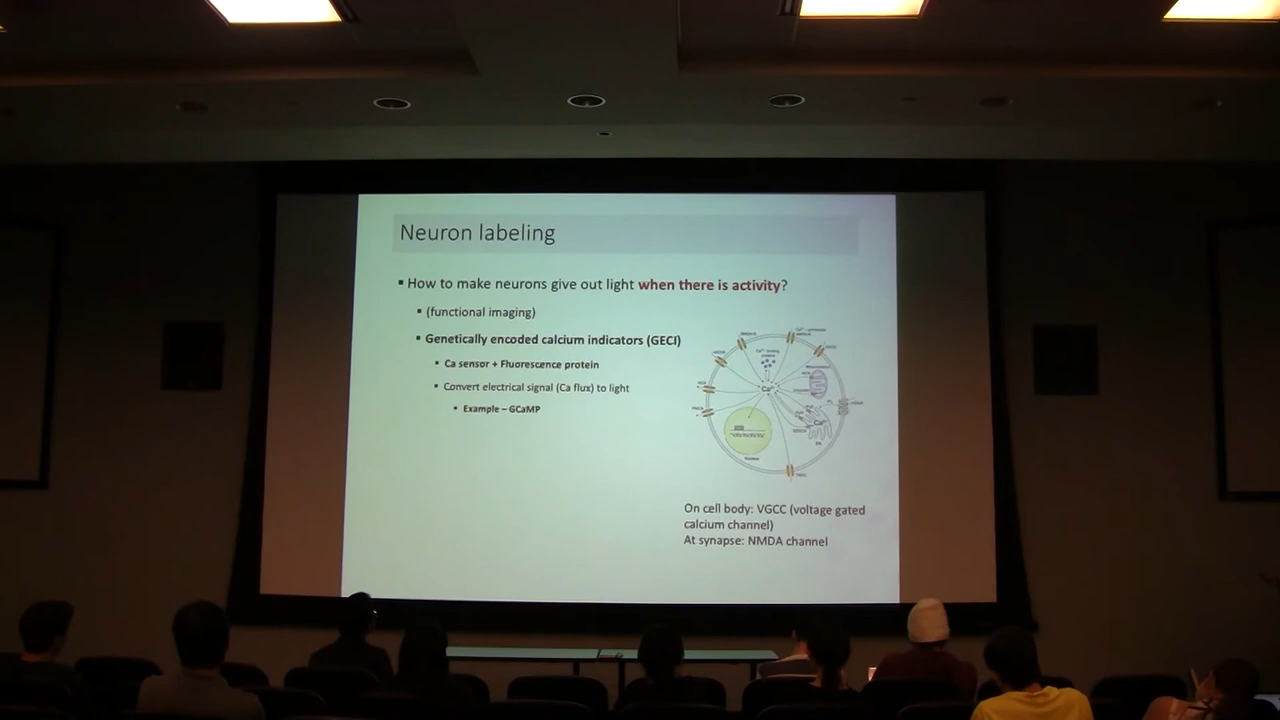 Neuron labeling
▪ How to make neurons give out light when there is activity?
▪ (functional imaging)
▪ Genetically encoded calcium indicators (GECI)
▪ Ca sensor + Fluorescence protein
▪ Convert electrical signal (Ca flux) to light
▪ Example – GCaMP
Nucleus
On cell body: VGCC (voltage gated
calcium channel)
At synapse: NMDA channel